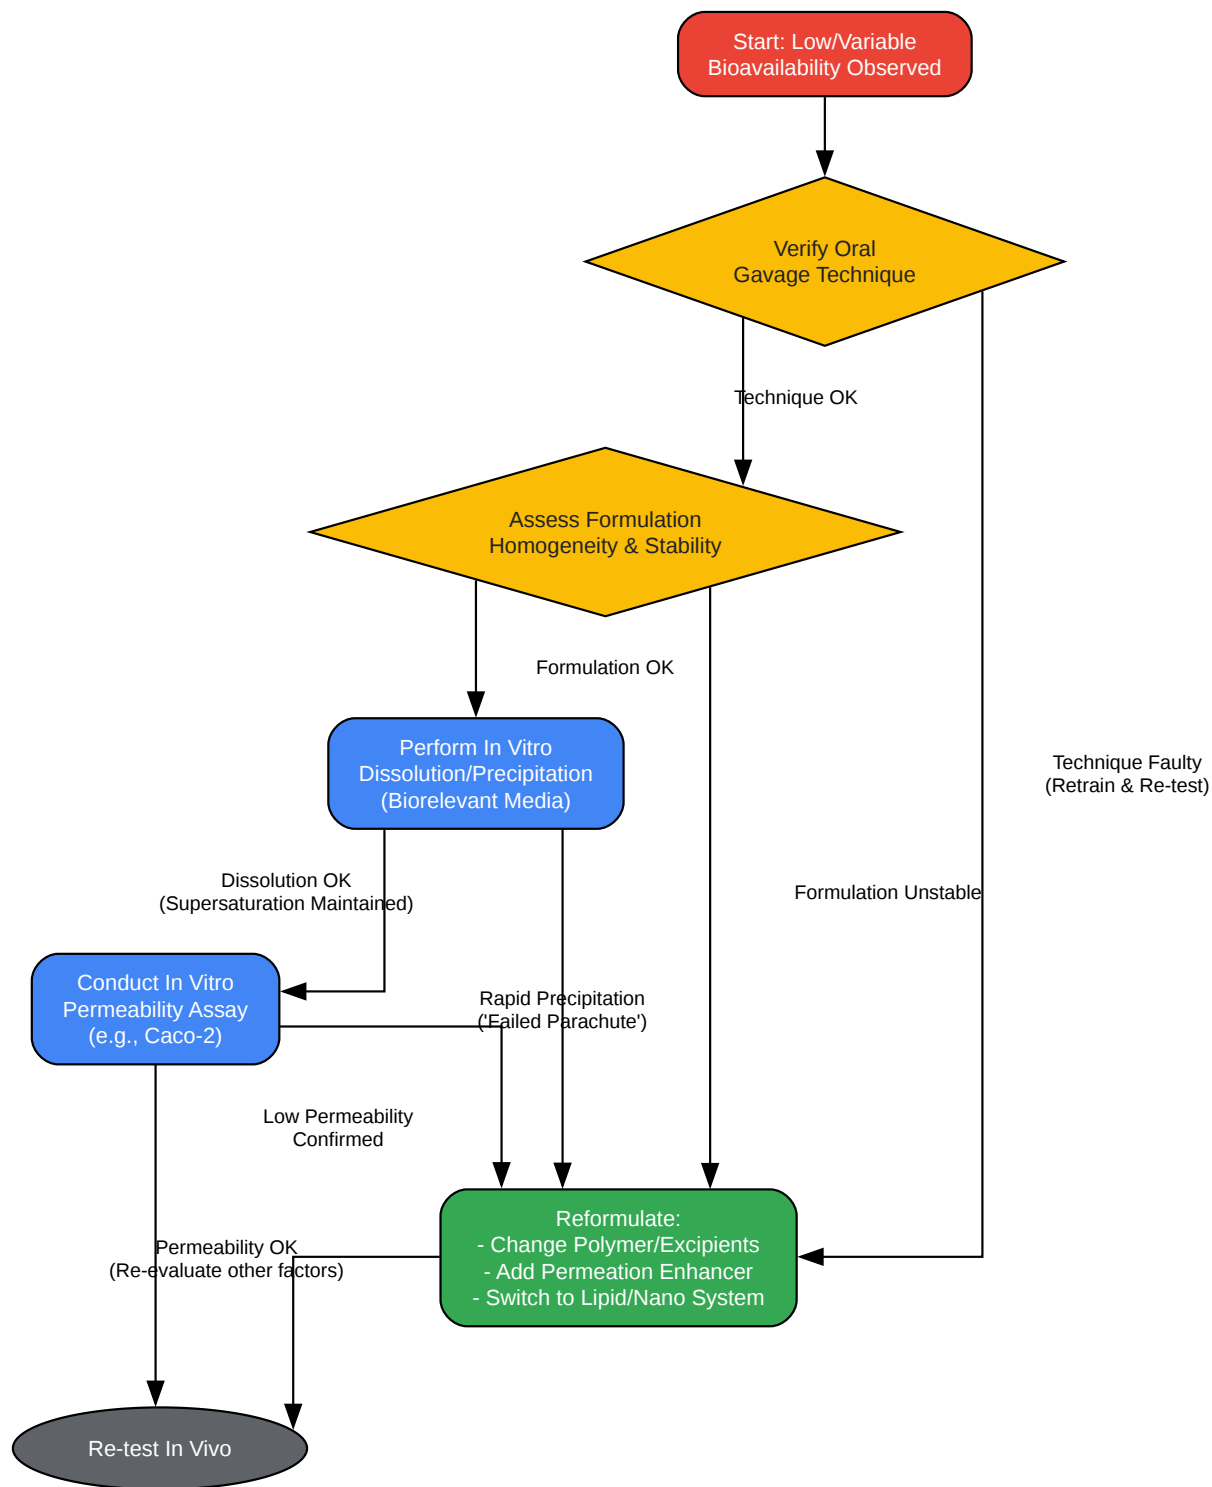 Start: Low/Variable
Bioavailability Observed
Verify Oral
Gavage Technique
Technique OK
Assess Formulation
Homogeneity & Stability
Formulation OK
Perform In Vitro
Dissolution/Precipitation
(Biorelevant Media)
Technique Faulty
(Retrain & Re-test)
Dissolution OK
(Supersaturation Maintained)
Formulation Unstable
Conduct In Vitro
Permeability Assay
(e.g., Caco-2)
Rapid Precipitation
('Failed Parachute')
Low Permeability
Confirmed
Reformulate:
- Change Polymer/Excipients
- Add Permeation Enhancer
- Switch to Lipid/Nano System
Permeability OK
(Re-evaluate other factors)
Re-test In Vivo